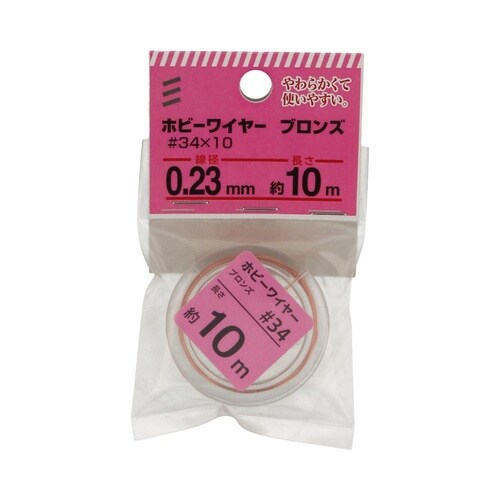 やわらかくて
使いやすい。
ホビーワイヤー ブロンズ
#34×10
線径 長さ
0.23mm 約10m
ホビーワイヤー
ブロンズ #34
長さ
約10m